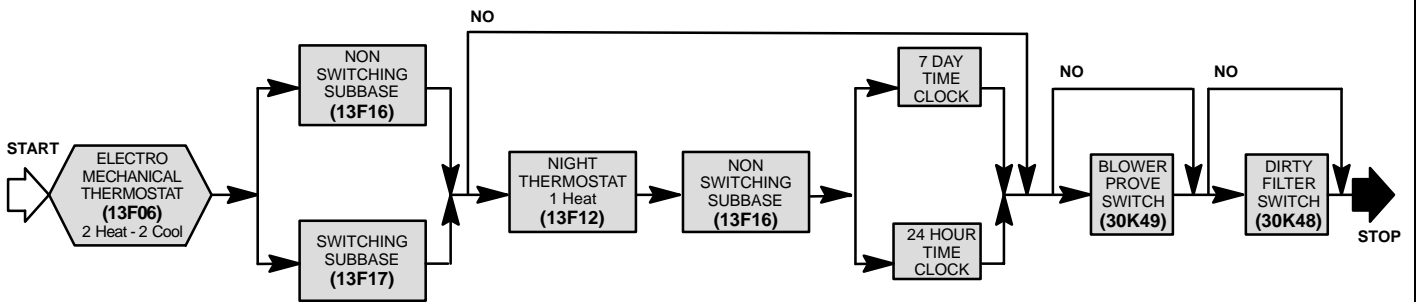 START
ELECTRO
MECHANICAL
THERMOSTAT
(13F06)
2 Heat - 2 Cool
NON
SWITCHING
SUBBASE
(13F16)
SWITCHING
SUBBASE
(13F17)
NO
NIGHT
THERMOSTAT
1 Heat
(13F12)
NON
SWITCHING
SUBBASE
(13F16)
7 DAY
TIME
CLOCK
24 HOUR
TIME
CLOCK
NO
BLOWER
PROVE
SWITCH
(30K49)
NO
DIRTY
FILTER
SWITCH
(30K48)
STOP